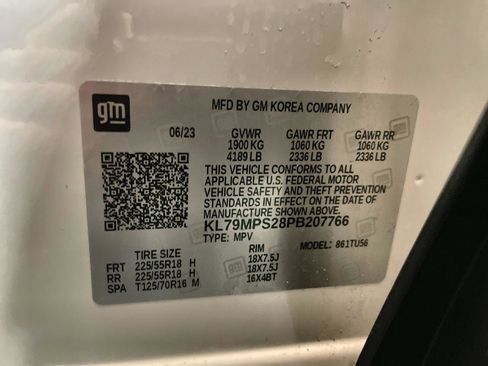 gm
MFD BY GM KOREA COMPANY
06/23 GVWR GAWR FRT GAWR RR
1900 KG 1060 KG 1060 KG
4189 LB 2336 LB 2336 LB
THIS VEHICLE CONFORMS TO ALL
APPLICABLE U.S. FEDERAL MOTOR
VEHICLE SAFETY AND THEFT PREVENTION
STANDARDS IN EFFECT ON THE DATE OF
MANUFACTURE SHOWN ABOVE.
KL79MPS28PB207766
TYPE: MPV MODEL: 861TU56
TIRE SIZE RIM
FRT 225/55R18 H 18X7.5J
RR 225/55R18 H 18X7.5J
SPA T125/70R16 M 16X4BT